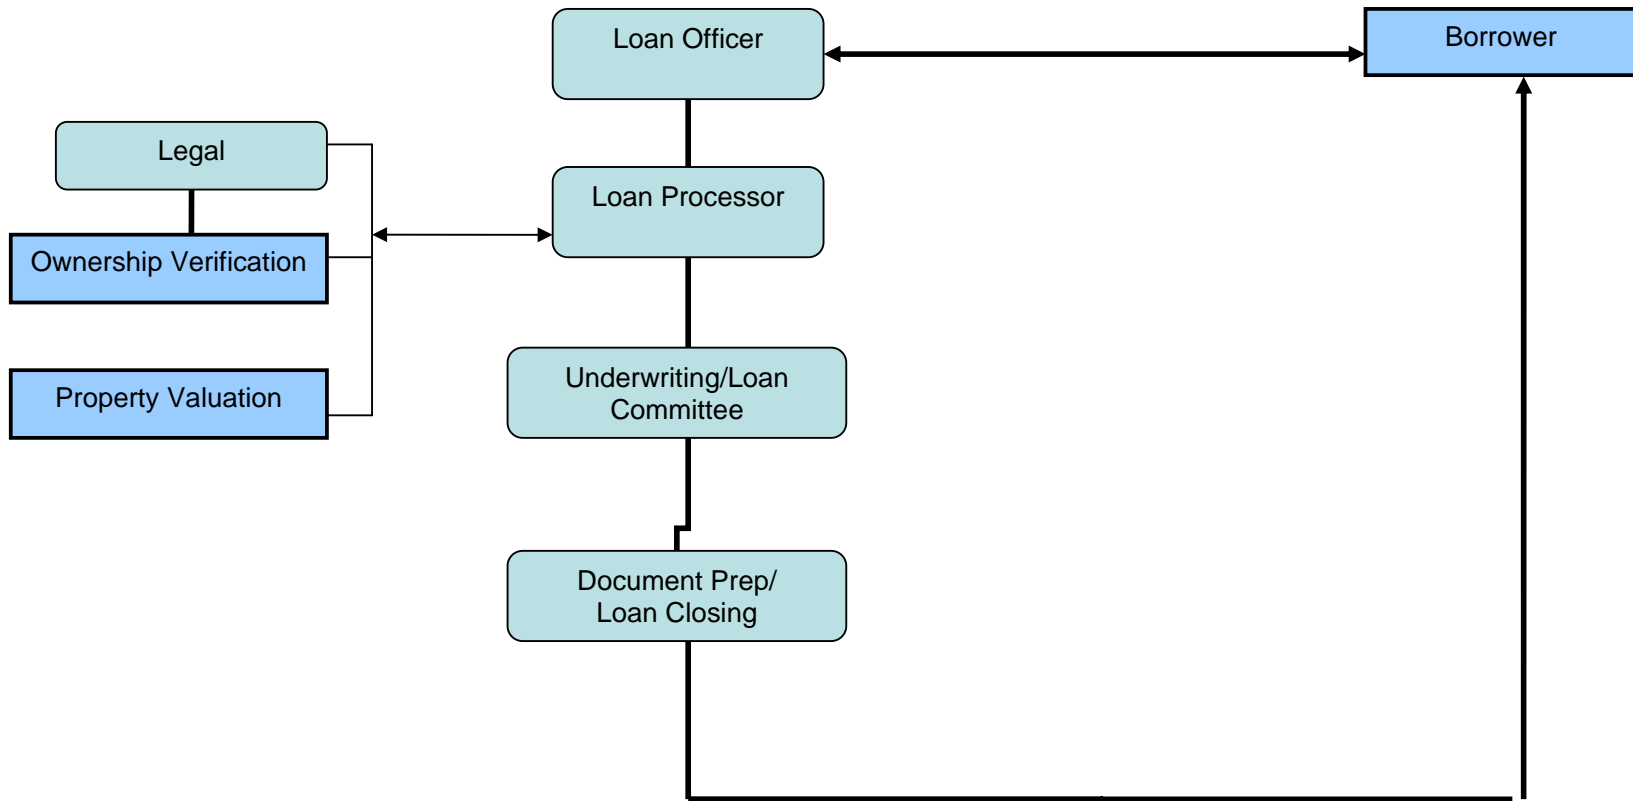 Loan Officer
Borrower
Legal
Loan Processor
Ownership Verification
Property Valuation
Underwriting/Loan
Committee
Document Prep/
Loan Closing